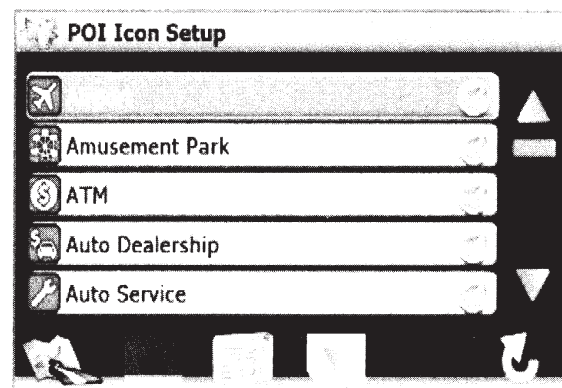 POI Icon Setup
Amusement Park
ATM
Auto Dealership
Auto Service